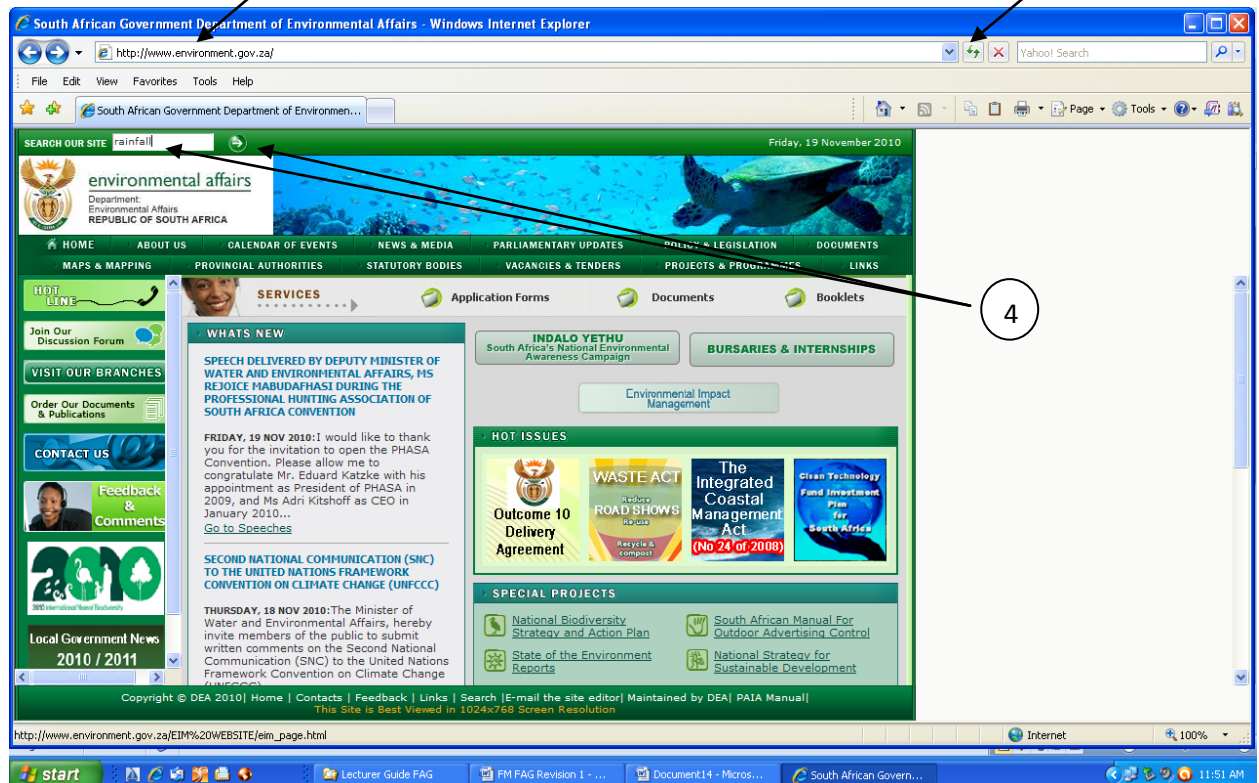 South African Government Department of Environmental Affairs - Windows Internet Explorer
http://www.environment.gov.za/
Yahoo! Search
File Edit View Favorites Tools Help
South African Government Department of Environmen...
Page Tools
SEARCH OUR SITE rainfall
Friday, 19 November 2010
environmental affairs
Department:
Environmental Affairs
REPUBLIC OF SOUTH AFRICA
HOME ABOUT US CALENDAR OF EVENTS NEWS & MEDIA PARLIAMENTARY UPDATES POLICY & LEGISLATION DOCUMENTS
MAPS & MAPPING PROVINCIAL AUTHORITIES STATUTORY BODIES VACANCIES & TENDERS PROJECTS & PROGRAMMES LINKS
HOT
LINE
SERVICES
Application Forms Documents Booklets
4
Join Our
Discussion Forum
VISIT OUR BRANCHES
Order Our Documents
& Publications
CONTACT US
Feedback
&
Comments
2010
2010 International Year of Biodiversity
Local Government News
2010 / 2011
WHATS NEW
SPEECH DELIVERED BY DEPUTY MINISTER OF
WATER AND ENVIRONMENTAL AFFAIRS, MS
REJOICE MABUDAFHASI DURING THE
PROFESSIONAL HUNTING ASSOCIATION OF
SOUTH AFRICA CONVENTION
FRIDAY, 19 NOV 2010:I would like to thank
you for the invitation to open the PHASA
Convention. Please allow me to
congratulate Mr. Eduard Katzke with his
appointment as President of PHASA in
2009, and Ms Adri Kitshoff as CEO in
January 2010...
Go to Speeches
SECOND NATIONAL COMMUNICATION (SNC)
TO THE UNITED NATIONS FRAMEWORK
CONVENTION ON CLIMATE CHANGE (UNFCCC)
THURSDAY, 18 NOV 2010:The Minister of
Water and Environmental Affairs, hereby
invite members of the public to submit
written comments on the Second National
Communication (SNC) to the United Nations
Framework Convention on Climate Change
INDALO YETHU
South Africa's National Environmental
Awareness Campaign
BURSARIES & INTERNSHIPS
Environmental Impact
Management
HOT ISSUES
Outcome 10
Delivery
Agreement
WASTE ACT
Reduce
ROAD SHOWS
Re-use
Recycle &
compost
The
Integrated
Coastal
Management
Act
(No 24 of 2008)
Clean Technology
Fund Investment
Plan
for
South Africa
SPECIAL PROJECTS
National Biodiversity
Strategy and Action Plan
South African Manual For
Outdoor Advertising Control
State of the Environment
Reports
National Strategy for
Sustainable Development
Copyright © DEA 2010| Home | Contacts | Feedback | Links | Search |E-mail the site editor| Maintained by DEA| PAIA Manual|
This Site is Best Viewed in 1024x768 Screen Resolution
http://www.environment.gov.za/EIM%20WEBSITE/eim_page.html
Internet
100%
start
Lecturer Guide FAG
FM FAG Revision 1 - ...
Document14 - Micros...
South African Govern...
11:51 AM